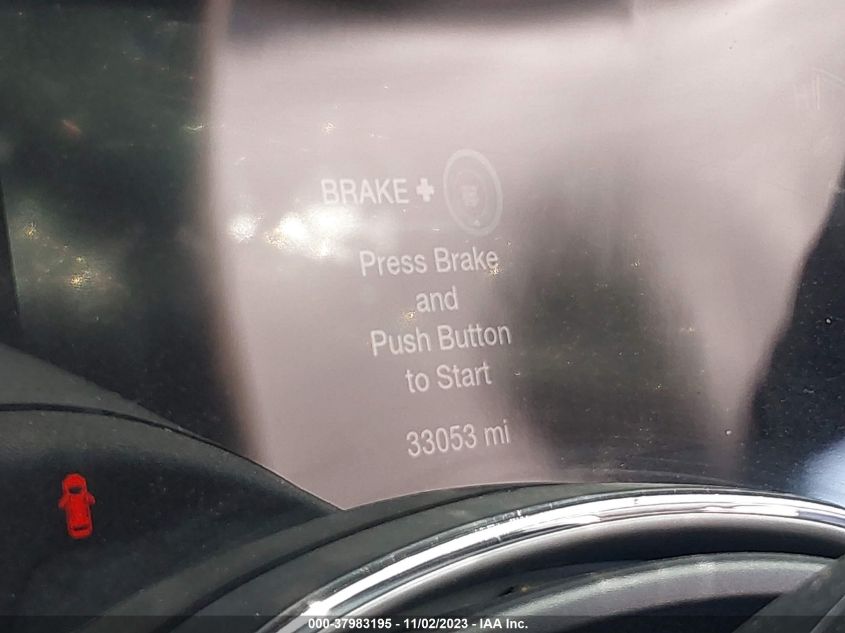 BRAKE +
Press Brake
and
Push Button
to Start
33053 mi
000-37983195 - 11/02/2023 - IAA Inc.